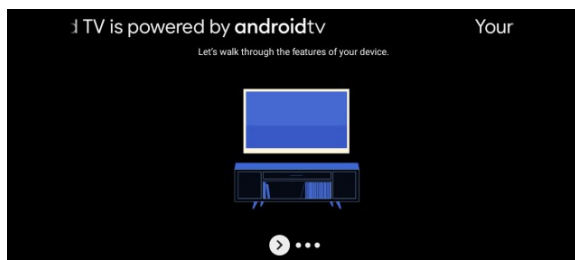 d TV is powered by androidtv Your
Let's walk through the features of your device.